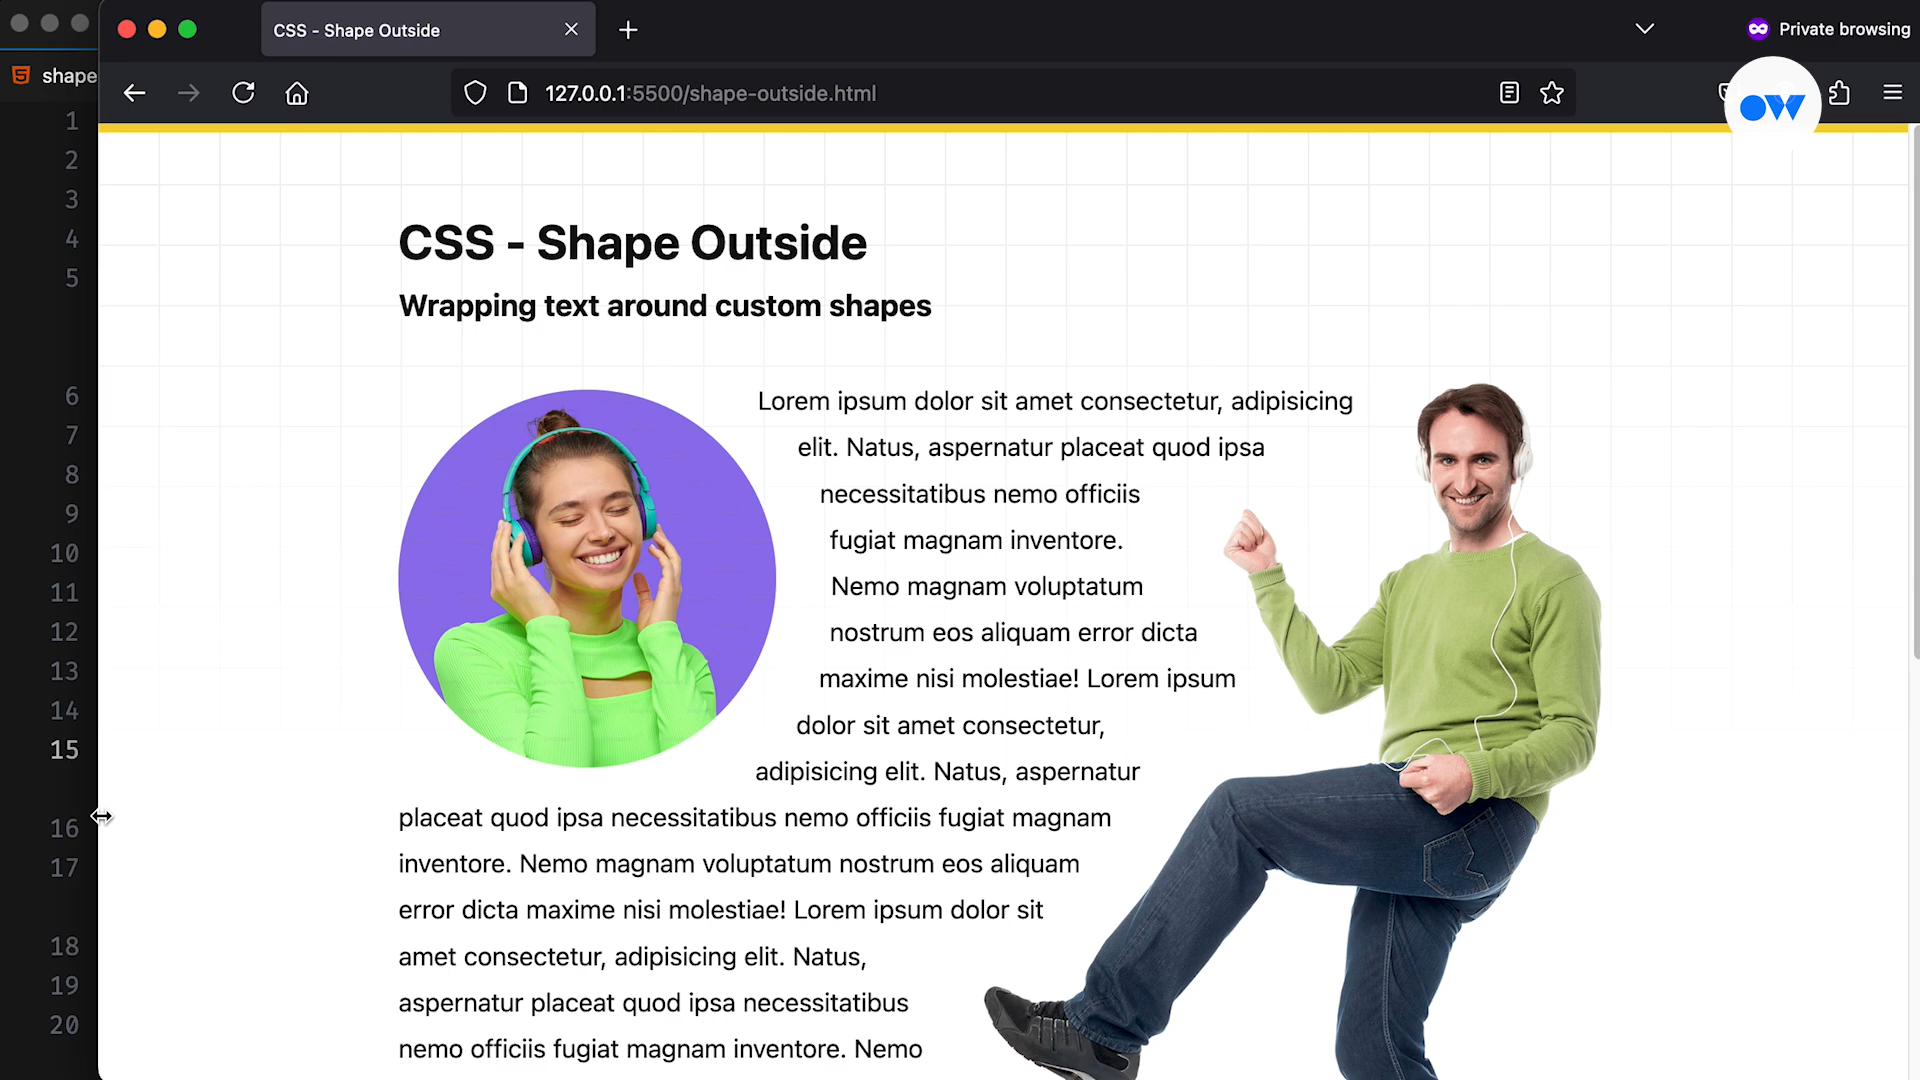 CSS - Shape Outside
Private browsing
shape
127.0.0.1:5500/shape-outside.html
OW
1
2
3
4
5
6
7
8
9
10
11
12
13
14
15
16
17
18
19
20
CSS - Shape Outside
Wrapping text around custom shapes
Lorem ipsum dolor sit amet consectetur, adipisicing
elit. Natus, aspernatur placeat quod ipsa
necessitatibus nemo officiis
fugiat magnam inventore.
Nemo magnam voluptatum
nostrum eos aliquam error dicta
maxime nisi molestiae! Lorem ipsum
dolor sit amet consectetur,
adipisicing elit. Natus, aspernatur
placeat quod ipsa necessitatibus nemo officiis fugiat magnam
inventore. Nemo magnam voluptatum nostrum eos aliquam
error dicta maxime nisi molestiae! Lorem ipsum dolor sit
amet consectetur, adipisicing elit. Natus,
aspernatur placeat quod ipsa necessitatibus
nemo officiis fugiat magnam inventore. Nemo